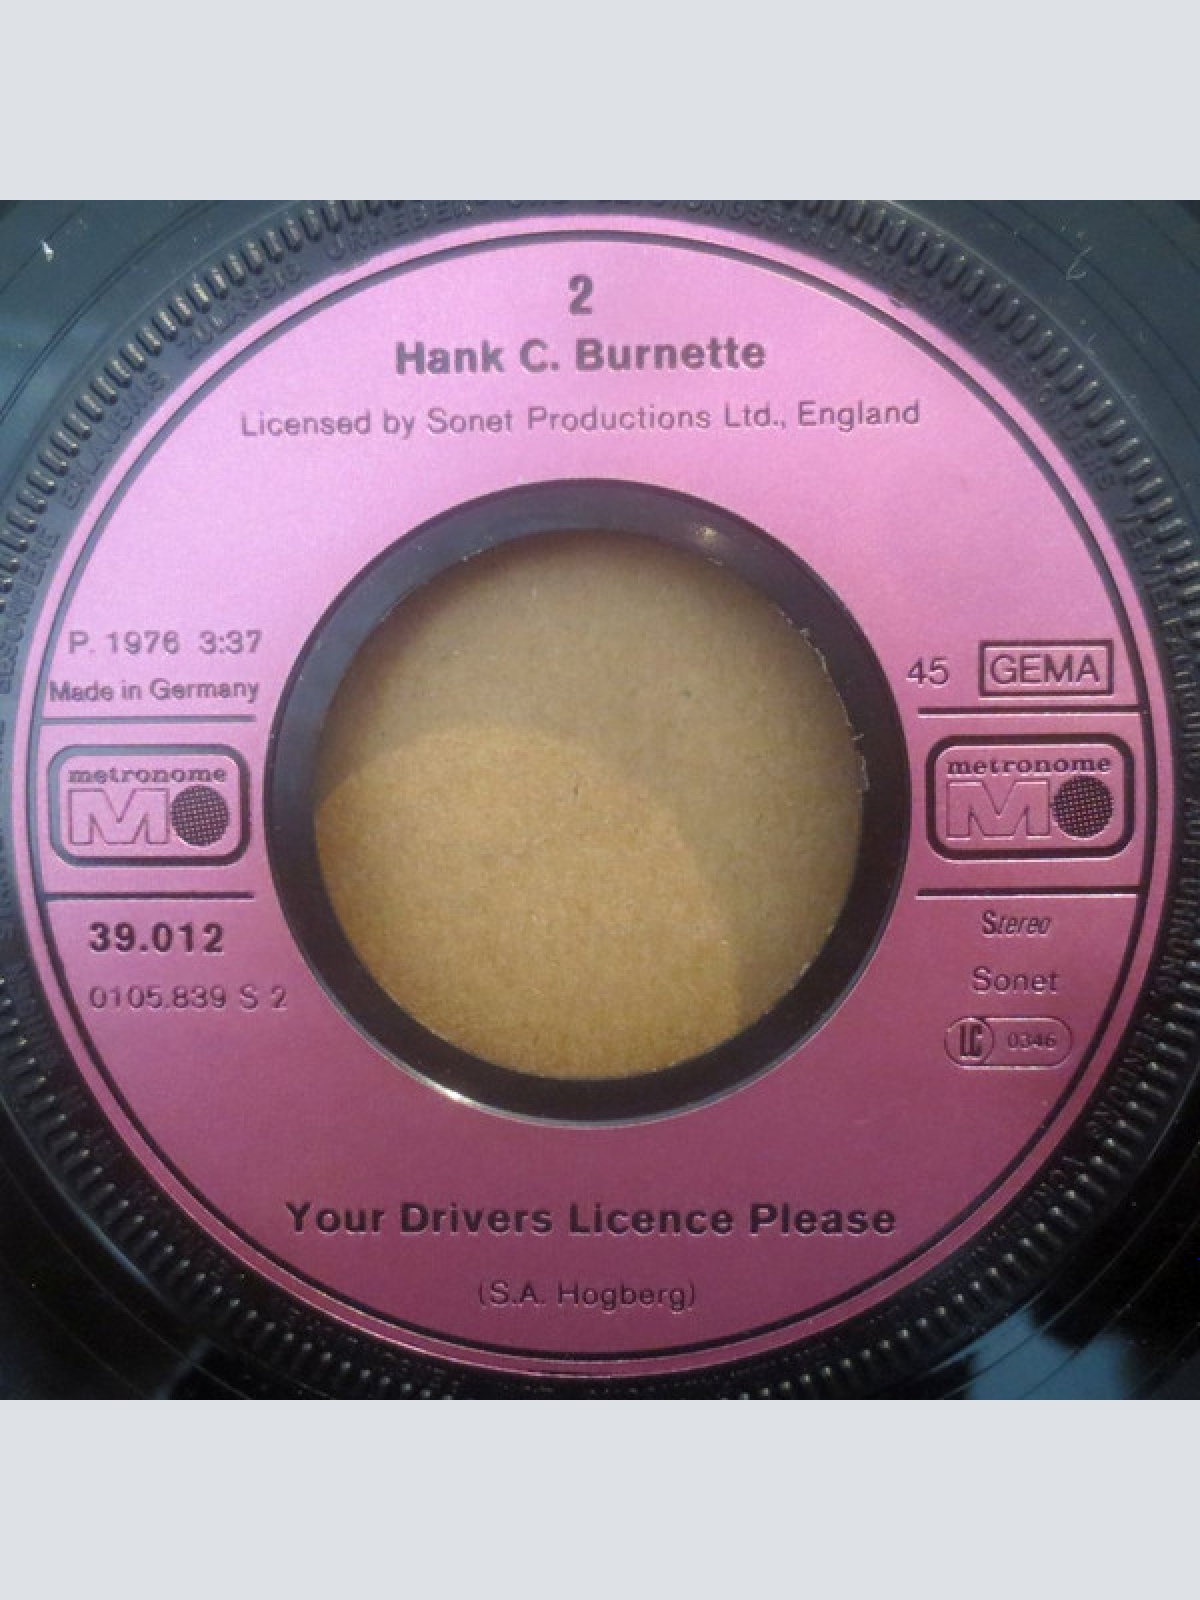 2
Hank C. Burnette
Licensed by Sonet Productions Ltd., England
P. 1976 3:37
Made in Germany
45 GEMA
metronome
M
metronome
M
39.012
0105.839 S 2
Stereo
Sonet
LC 0346
Your Drivers Licence Please
(S.A. Hogberg)